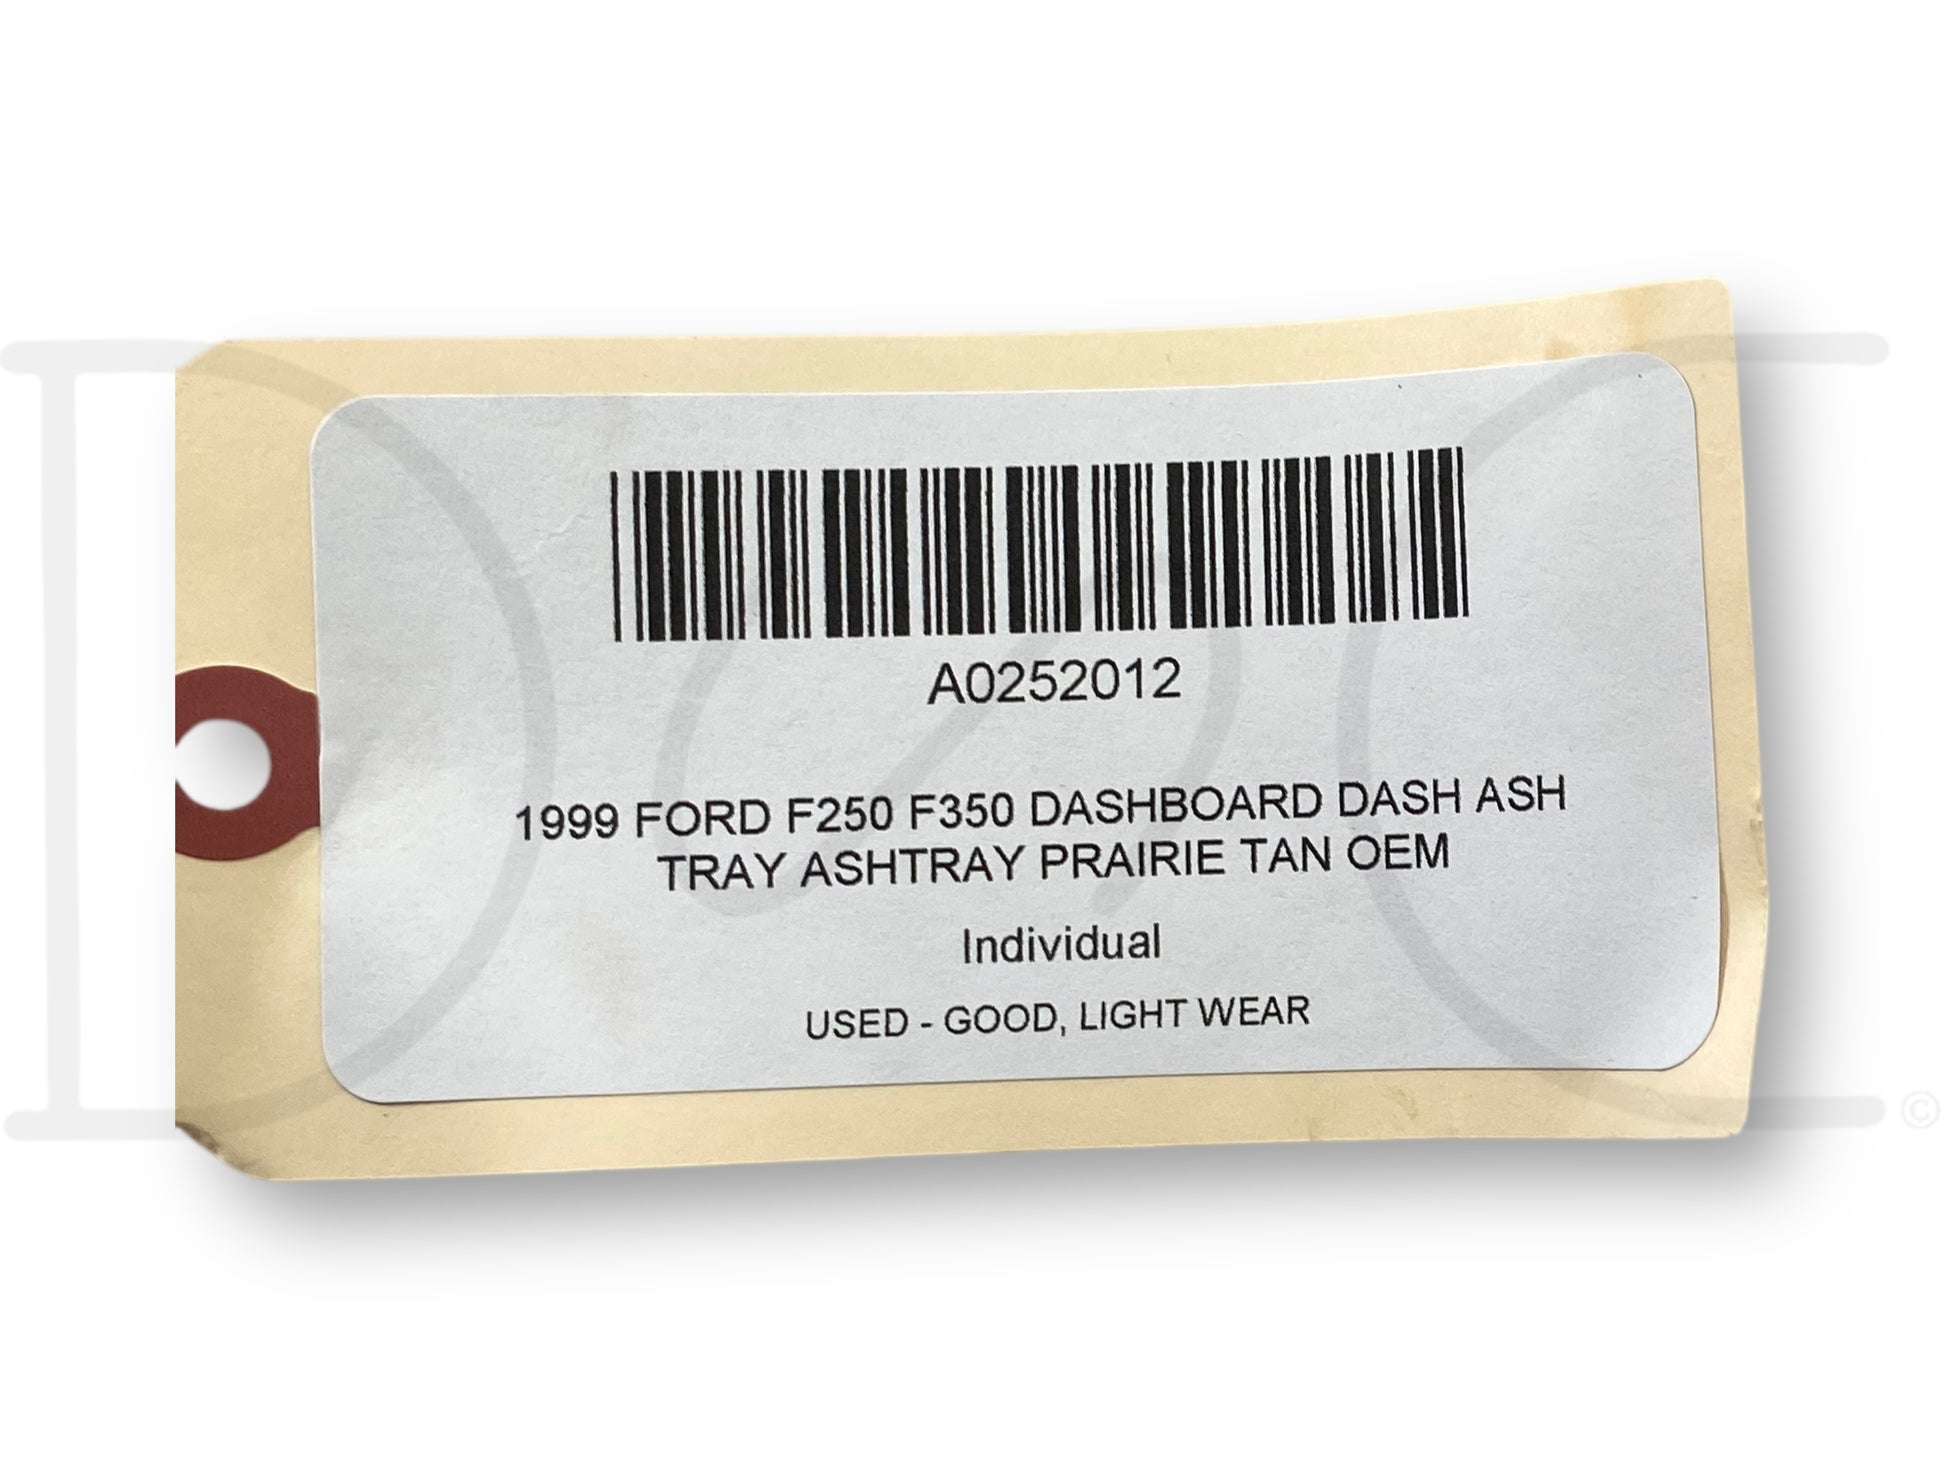 A0252012
1999 FORD F250 F350 DASHBOARD DASH ASH
TRAY ASHTRAY PRAIRIE TAN OEM
Individual
USED - GOOD, LIGHT WEAR
©